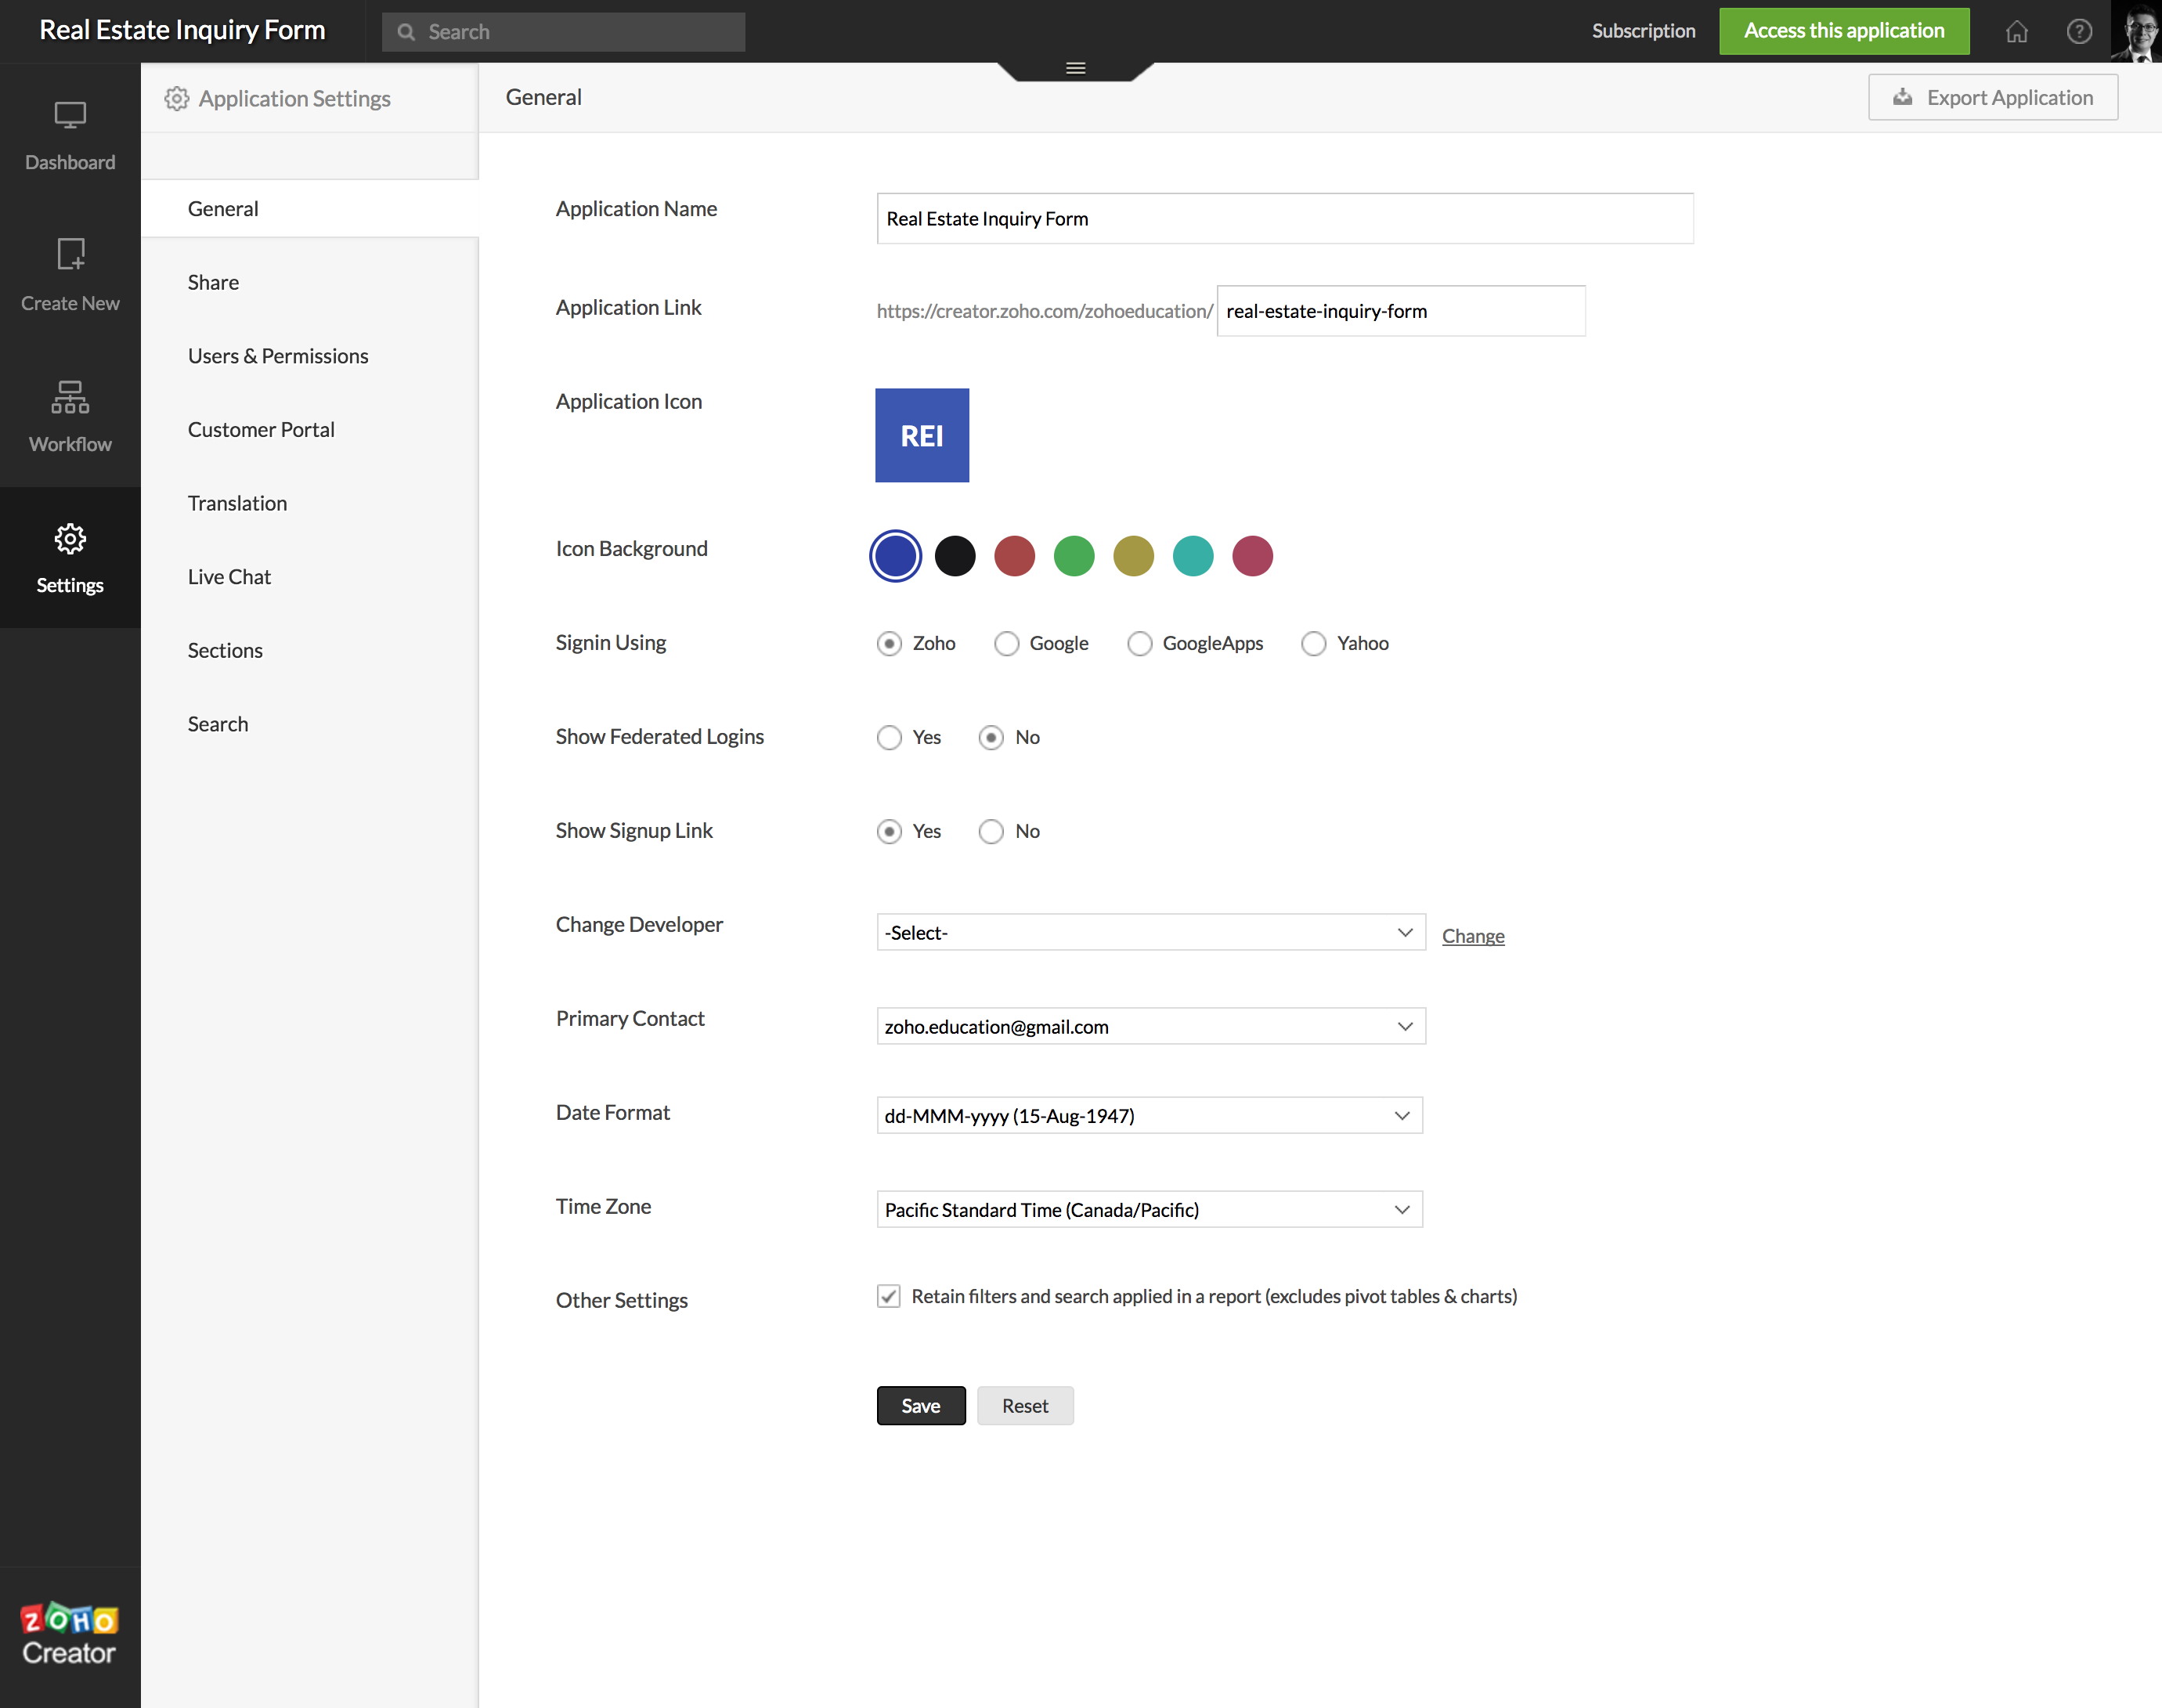 Real Estate Inquiry Form
Search
Subscription
Access this application
?
Dashboard
Create New
Workflow
Settings
ZOHO
Creator
Application Settings
General
Share
Users & Permissions
Customer Portal
Translation
Live Chat
Sections
Search
General
Export Application
Application Name
Real Estate Inquiry Form
Application Link
https://creator.zoho.com/zohoeducation/ real-estate-inquiry-form
Application Icon
REI
Icon Background
Signin Using
Zoho Google GoogleApps Yahoo
Show Federated Logins
Yes No
Show Signup Link
Yes No
Change Developer
-Select- Change
Primary Contact
zoho.education@gmail.com
Date Format
dd-MMM-yyyy (15-Aug-1947)
Time Zone
Pacific Standard Time (Canada/Pacific)
Other Settings
Retain filters and search applied in a report (excludes pivot tables & charts)
Save Reset